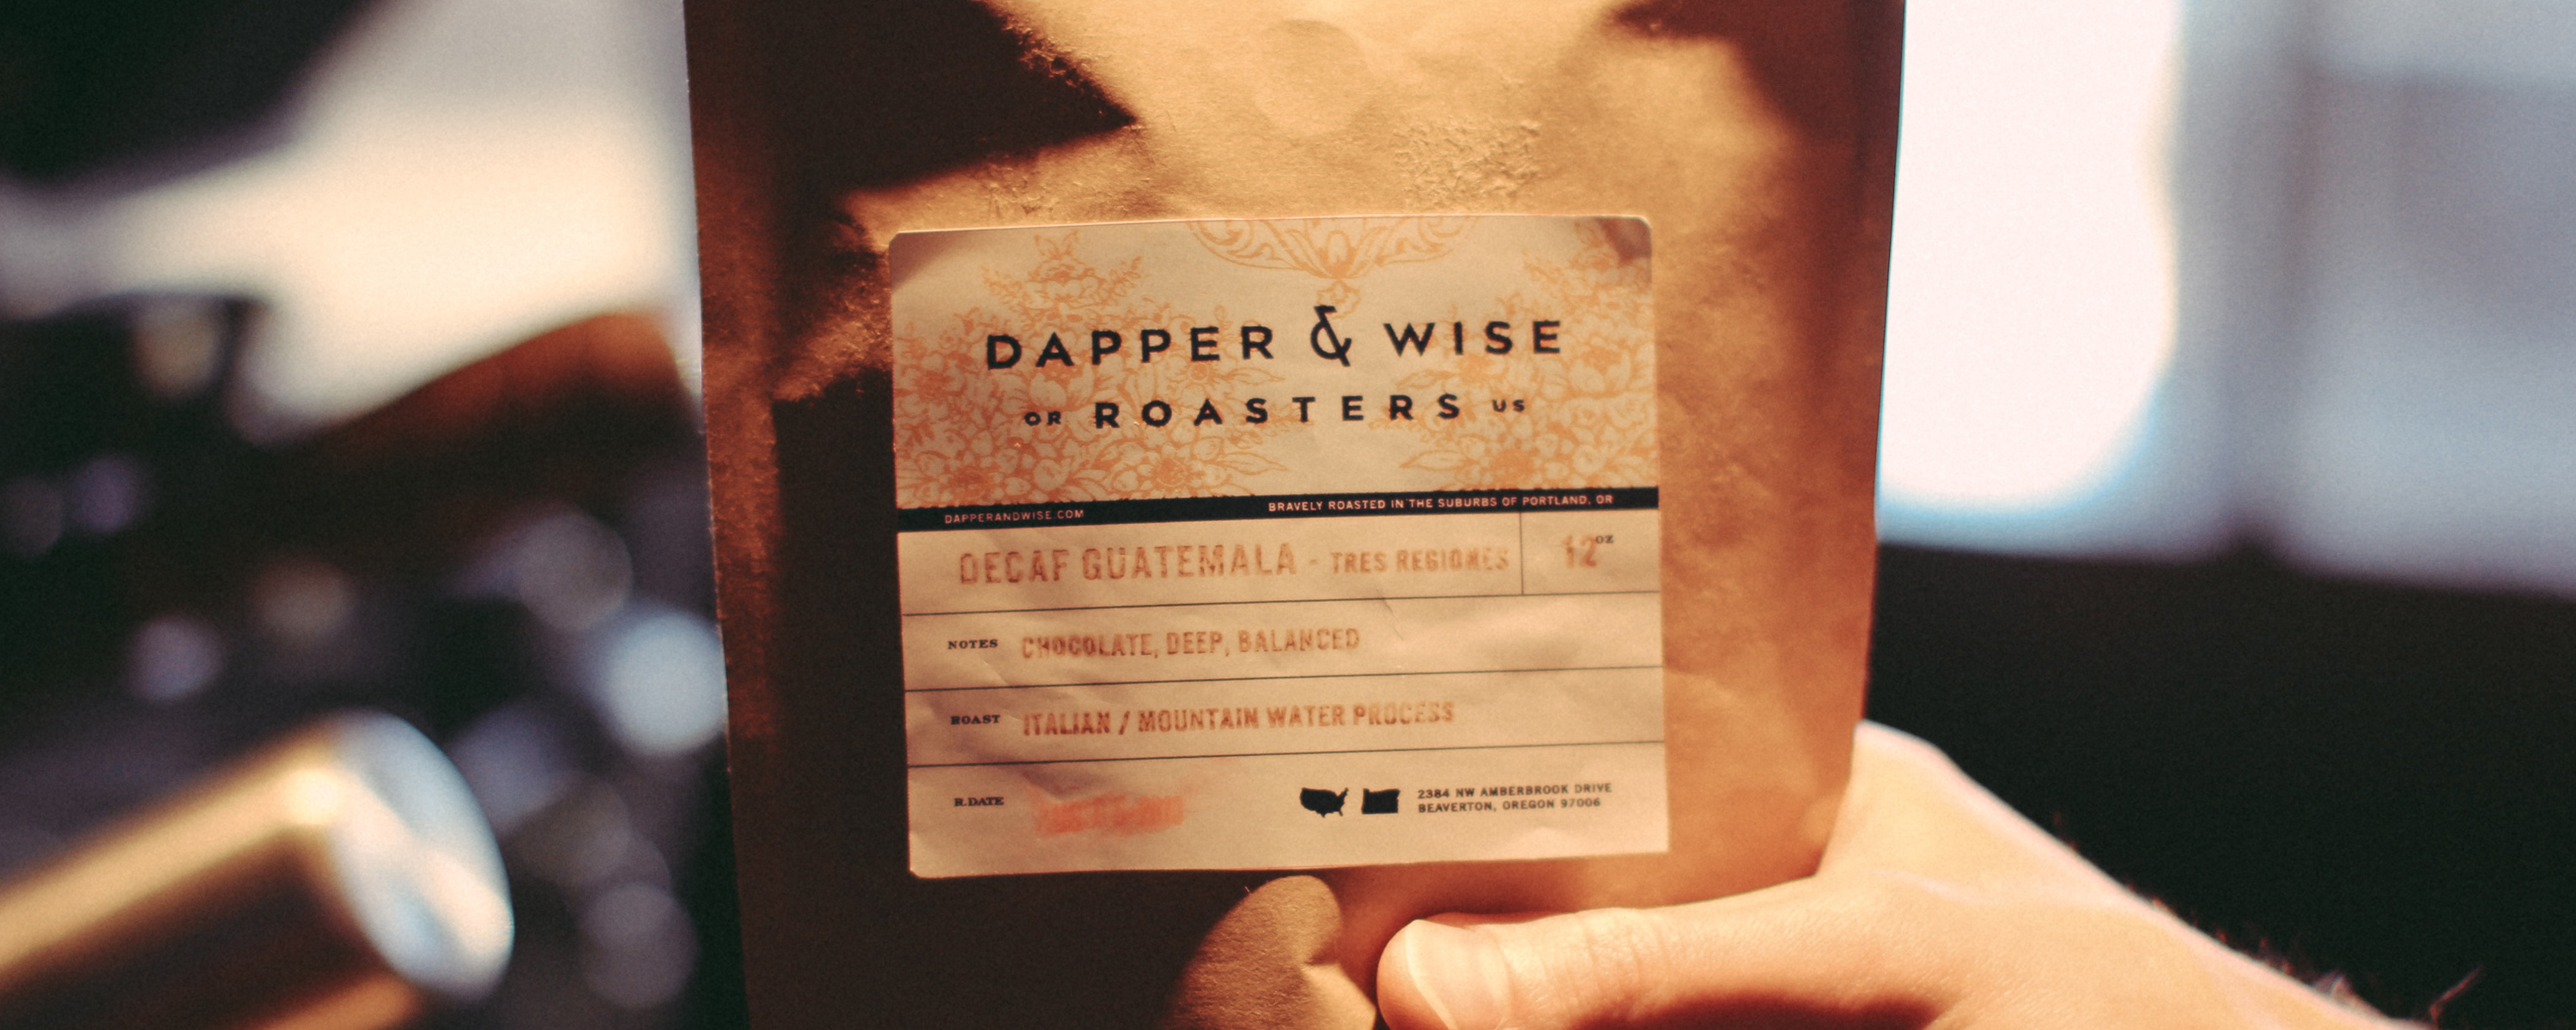 DAPPER & WISE
OR ROASTERS US
DAPPERANDWISE.COM BRAVELY ROASTED IN THE SUBURBS OF PORTLAND, OR
DECAF GUATEMALA - TRES REGIONES 12 OZ
NOTES CHOCOLATE, DEEP, BALANCED
ROAST ITALIAN / MOUNTAIN WATER PROCESS
R.DATE
2384 NW AMBERBROOK DRIVE
BEAVERTON, OREGON 97006